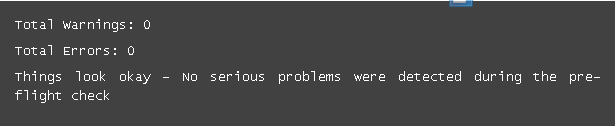 Total Warnings: 0
Total Errors: 0
Things look okay – No serious problems were detected during the pre-
flight check